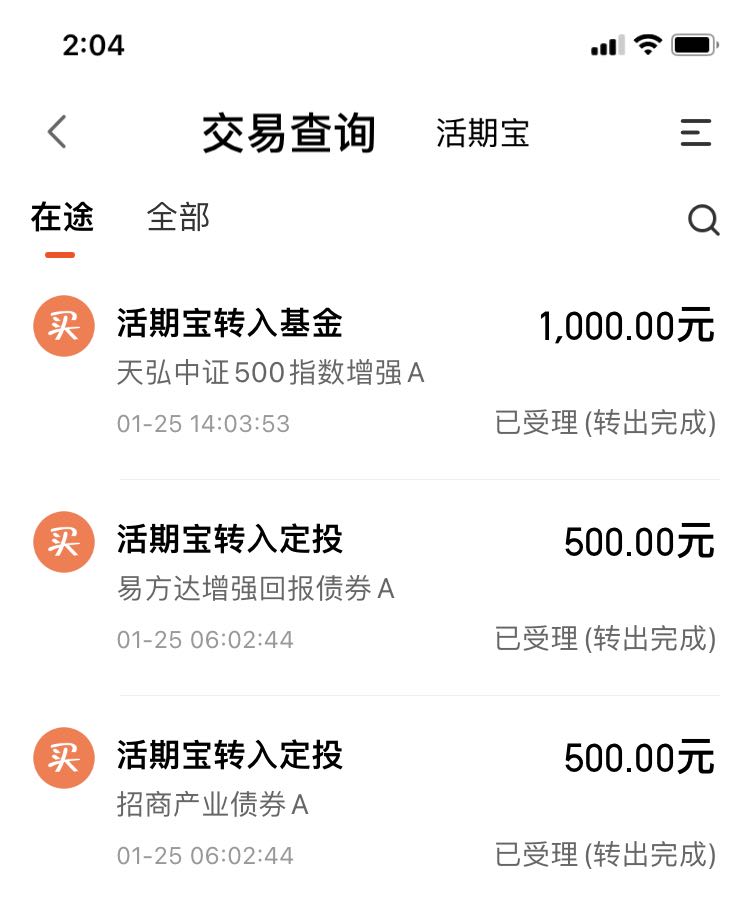 2:04
交易查询 活期宝
在途 全部
买 活期宝转入基金 1,000.00元
天弘中证500指数增强A
01-25 14:03:53 已受理(转出完成)
买 活期宝转入定投 500.00元
易方达增强回报债券A
01-25 06:02:44 已受理(转出完成)
买 活期宝转入定投 500.00元
招商产业债券A
01-25 06:02:44 已受理(转出完成)